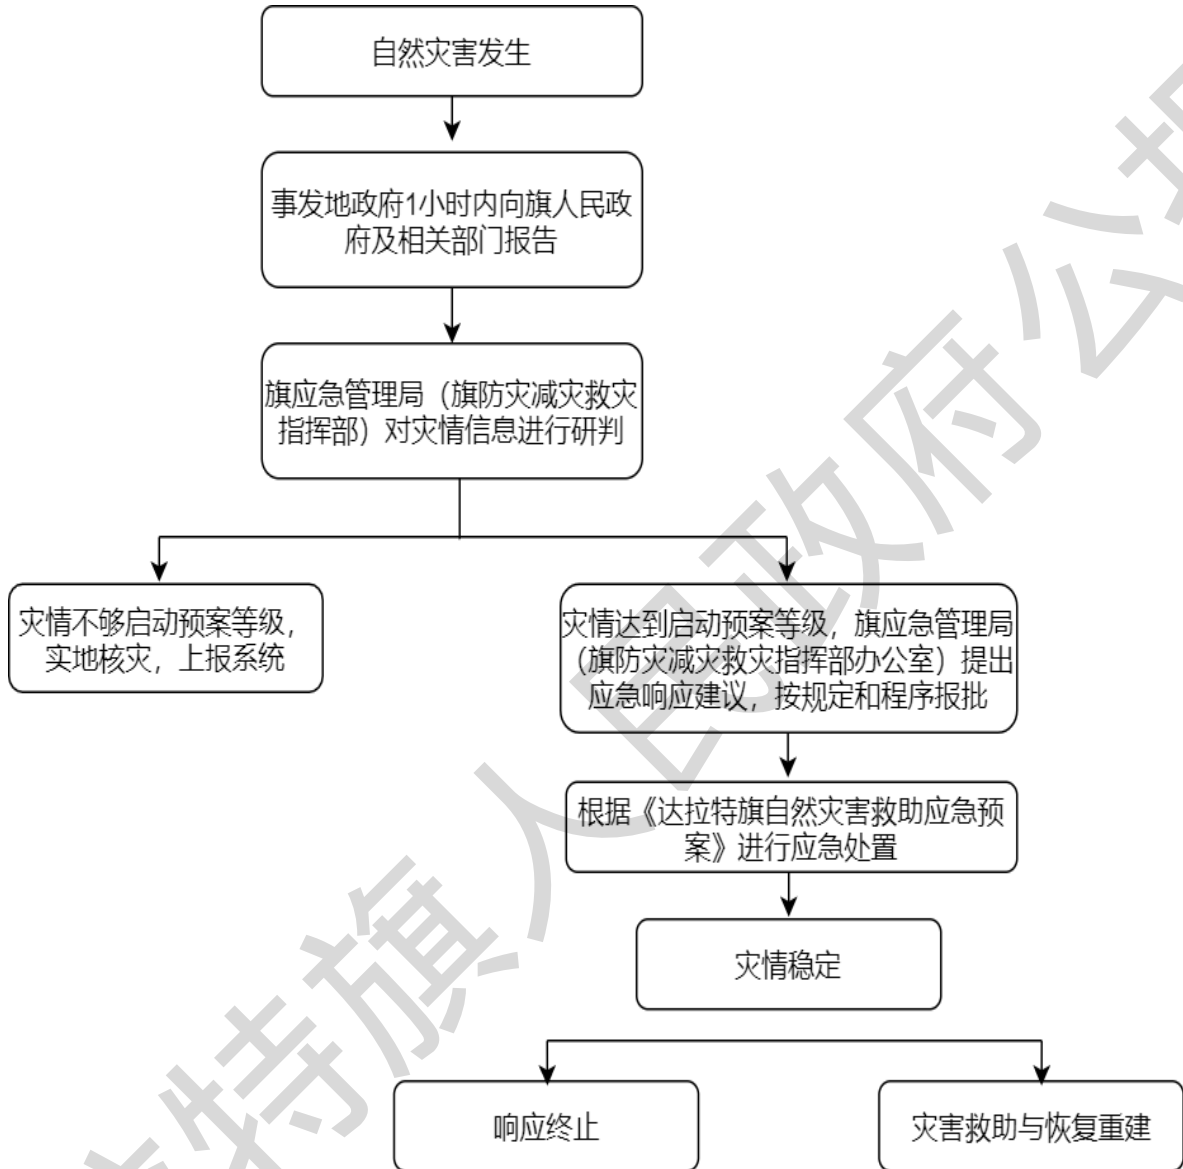 自然灾害发生
事发地政府1小时内向旗人民政
府及相关部门报告
旗应急管理局（旗防灾减灾救灾
指挥部）对灾情信息进行研判
灾情不够启动预案等级，
实地核灾，上报系统
灾情达到启动预案等级，旗应急管理局
（旗防灾减灾救灾指挥部办公室）提出
应急响应建议，按规定和程序报批
根据《达拉特旗自然灾害救助应急预
案》进行应急处置
灾情稳定
响应终止
灾害救助与恢复重建
特旗人民政府公